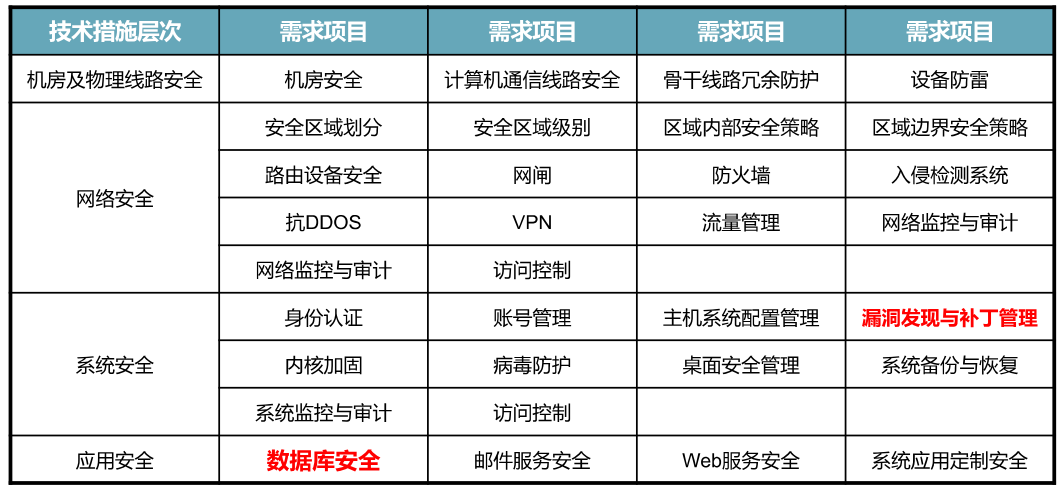 技术措施层次 需求项目 需求项目 需求项目 需求项目
机房及物理线路安全 机房安全 计算机通信线路安全 骨干线路冗余防护 设备防雷
网络安全 安全区域划分 安全区域级别 区域内部安全策略 区域边界安全策略
路由设备安全 网闸 防火墙 入侵检测系统
抗DDOS VPN 流量管理 网络监控与审计
网络监控与审计 访问控制
系统安全 身份认证 账号管理 主机系统配置管理 漏洞发现与补丁管理
内核加固 病毒防护 桌面安全管理 系统备份与恢复
系统监控与审计 访问控制
应用安全 数据库安全 邮件服务安全 Web服务安全 系统应用定制安全